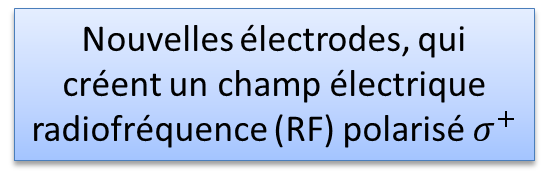 Nouvelles électrodes, qui
créent un champ électrique
radiofréquence (RF) polarisé σ⁺